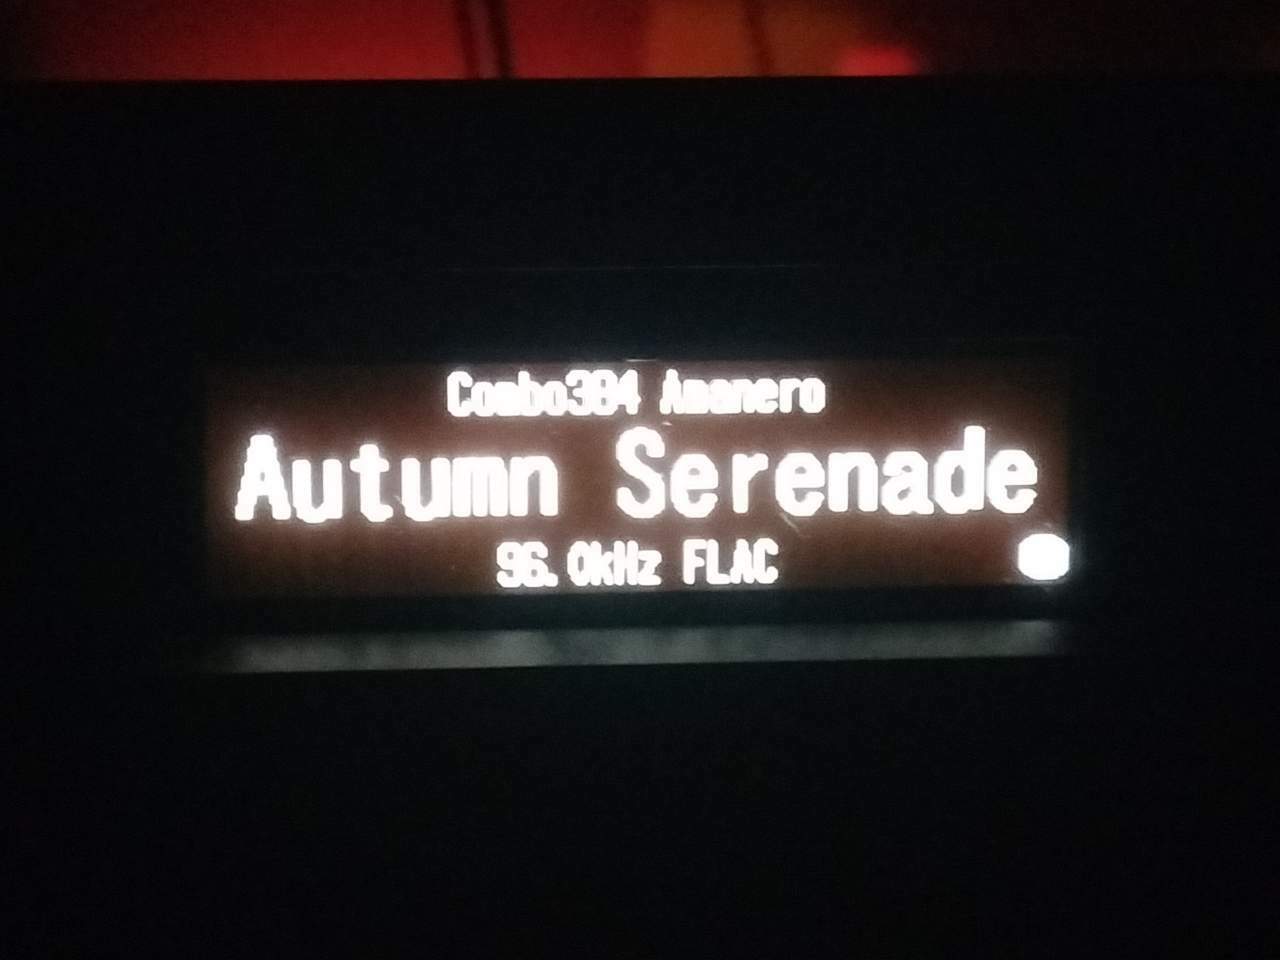 Combo384 Amanero
Autumn Serenade
96.0kHz FLAC